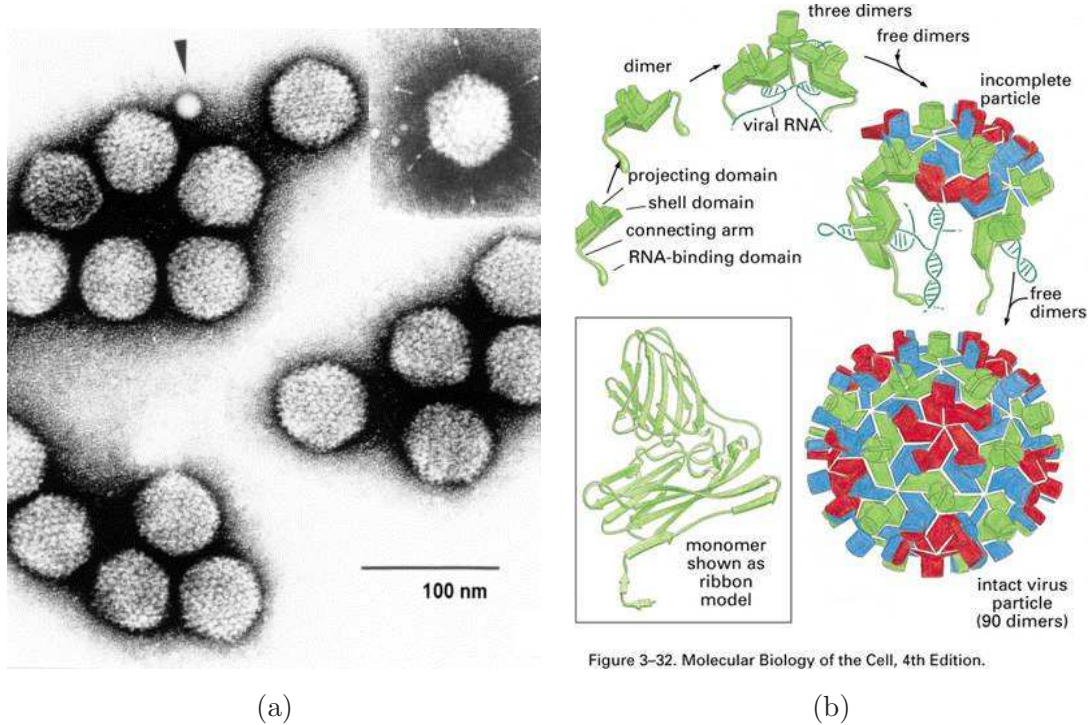 100 nm
three dimers
free dimers
dimer
incomplete
particle
viral RNA
projecting domain
shell domain
connecting arm
RNA-binding domain
free
dimers
monomer
shown as
ribbon
model
intact virus
particle
(90 dimers)
Figure 3–32. Molecular Biology of the Cell, 4th Edition.
(a)
(b)